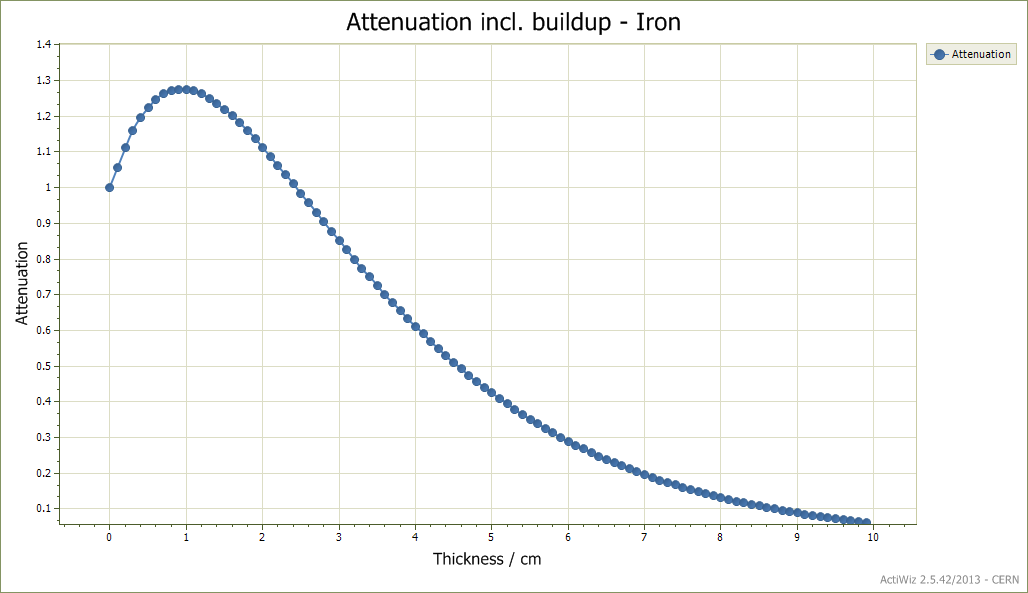 Attenuation incl. buildup - Iron
Attenuation
1.4
1.3
1.2
1.1
1
0.9
0.8
0.7
0.6
0.5
0.4
0.3
0.2
0.1
Attenuation
0 1 2 3 4 5 6 7 8 9 10
Thickness / cm
ActiWiz 2.5.42/2013 - CERN